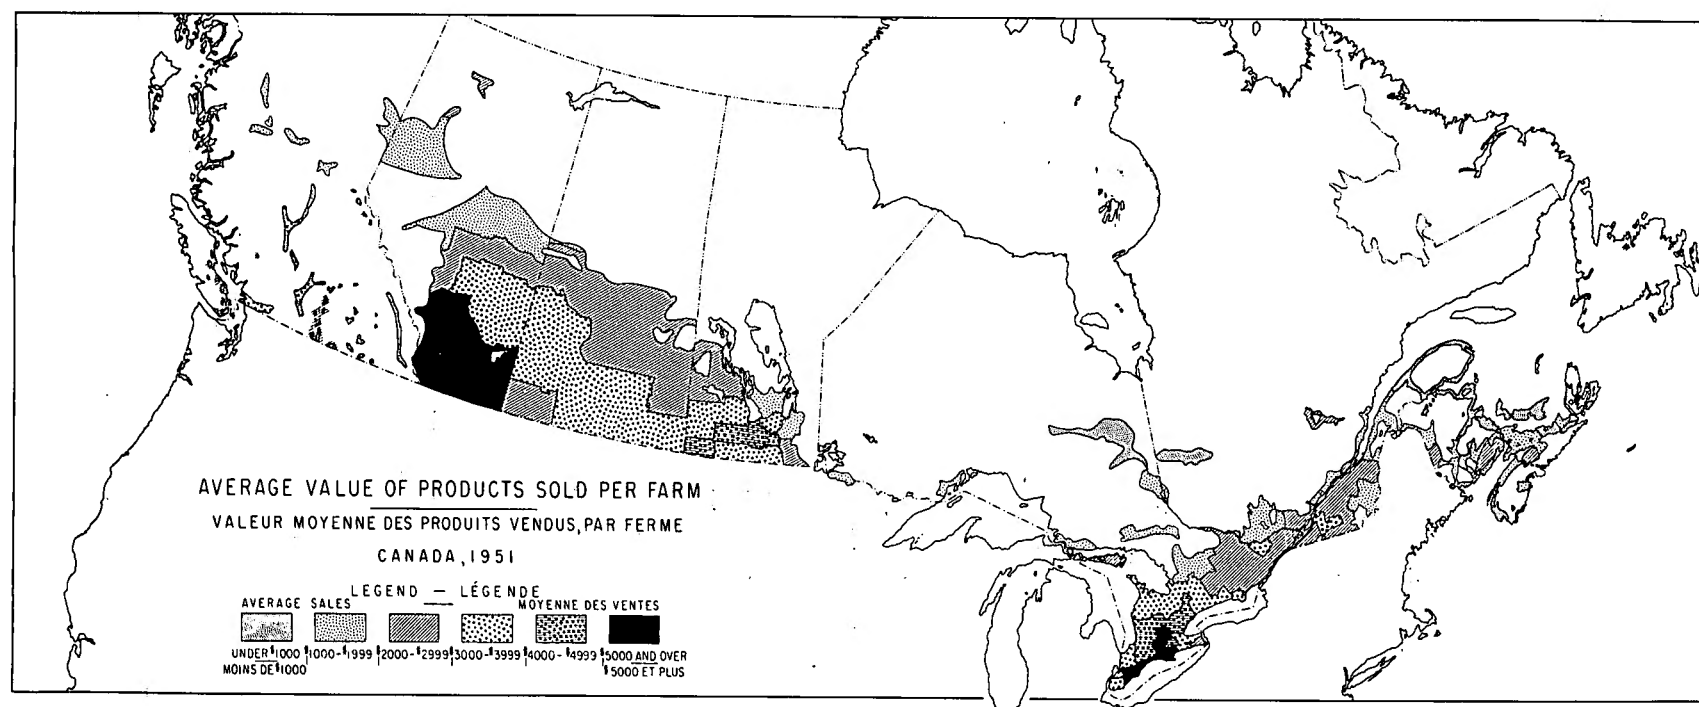 AVERAGE VALUE OF PRODUCTS SOLD PER FARM
VALEUR MOYENNE DES PRODUITS VENDUS, PAR FERME
CANADA, 1951
LEGEND — LÉGENDE
AVERAGE SALES MOYENNE DES VENTES
UNDER $1000 $1000-$1999 $2000-$2999 $3000-$3999 $4000-$4999 $5000 AND OVER
MOINS DE $1000 $5000 ET PLUS